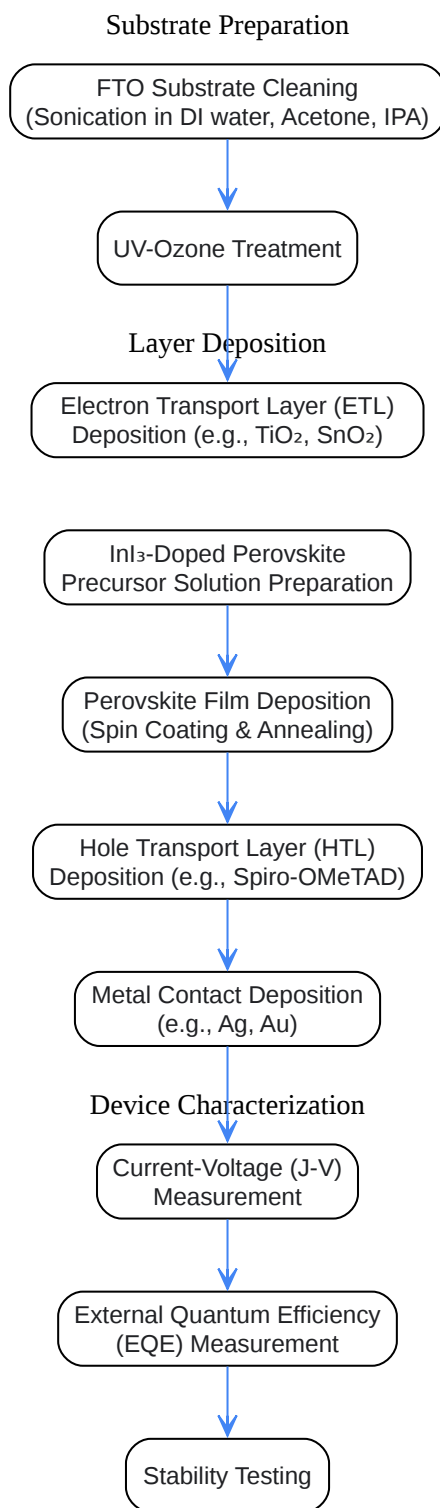 Substrate Preparation
FTO Substrate Cleaning
(Sonication in DI water, Acetone, IPA)
UV-Ozone Treatment
Layer Deposition
Electron Transport Layer (ETL)
Deposition (e.g., TiO₂, SnO₂)
InI₃-Doped Perovskite
Precursor Solution Preparation
Perovskite Film Deposition
(Spin Coating & Annealing)
Hole Transport Layer (HTL)
Deposition (e.g., Spiro-OMeTAD)
Metal Contact Deposition
(e.g., Ag, Au)
Device Characterization
Current-Voltage (J-V)
Measurement
External Quantum Efficiency
(EQE) Measurement
Stability Testing